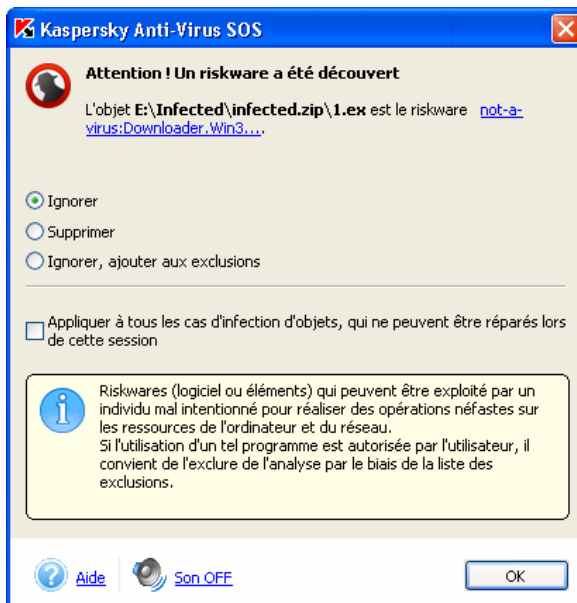 Kaspersky Anti-Virus SOS
Attention ! Un riskware a été découvert
L'objet E:\Infected\infected.zip\1.ex est le riskware not-a-
virus:Downloader.Win3....
Ignorer
Supprimer
Ignorer, ajouter aux exclusions
Appliquer à tous les cas d'infection d'objets, qui ne peuvent être réparés lors
de cette session
Riskwares (logiciel ou éléments) qui peuvent être exploité par un
individu mal intentionné pour réaliser des opérations néfastes sur
les ressources de l'ordinateur et du réseau.
Si l'utilisation d'un tel programme est autorisée par l'utilisateur, il
convient de l'exclure de l'analyse par le biais de la liste des
exclusions.
Aide Son OFF OK